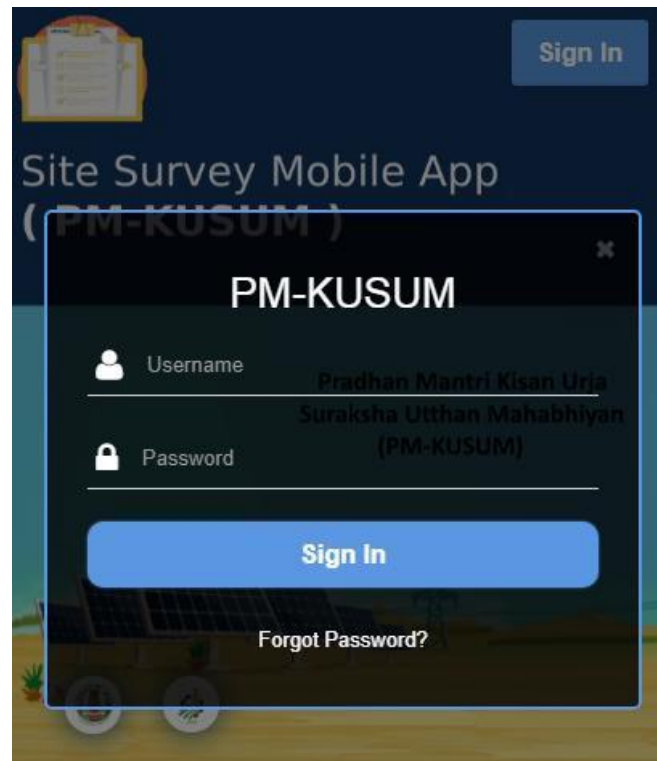 Sign In
Site Survey Mobile App
( PM-KUSUM )
PM-KUSUM
Username
Pradhan Mantri Kisan Urja
Suraksha Utthan Mahabhiyan
(PM-KUSUM)
Password
Sign In
Forgot Password?